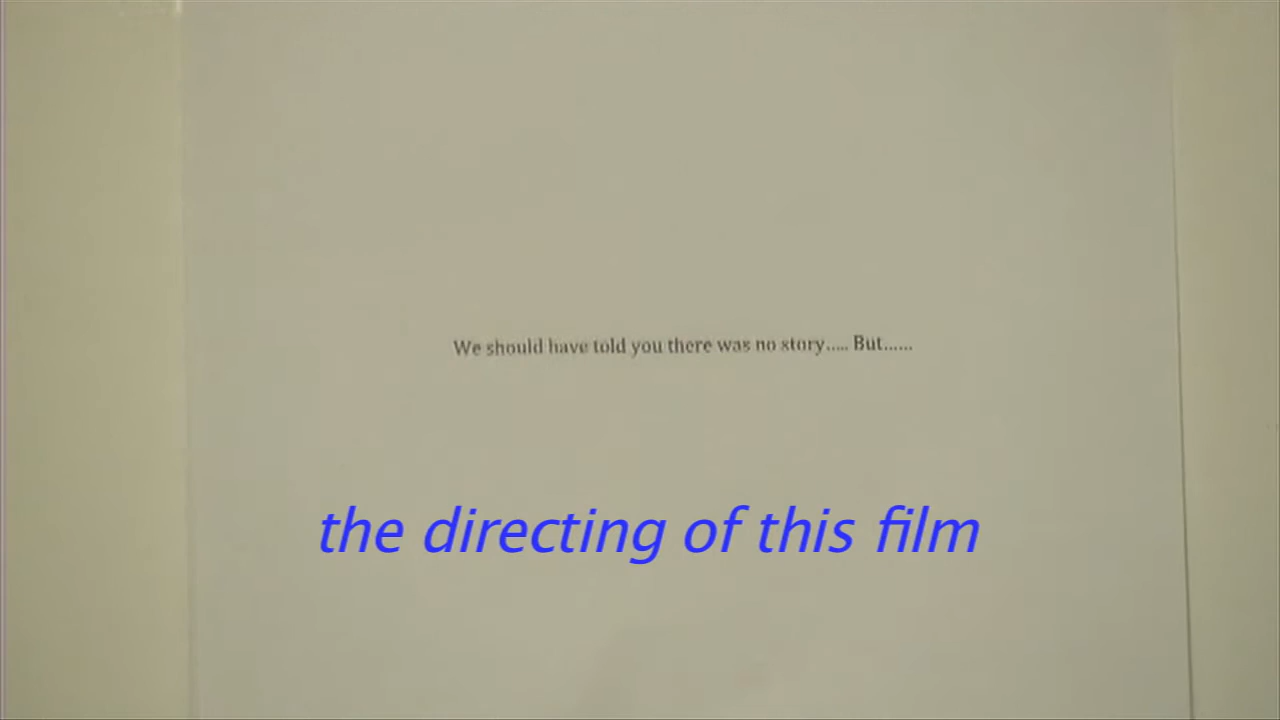 We should have told you there was no story..... But......
the directing of this film